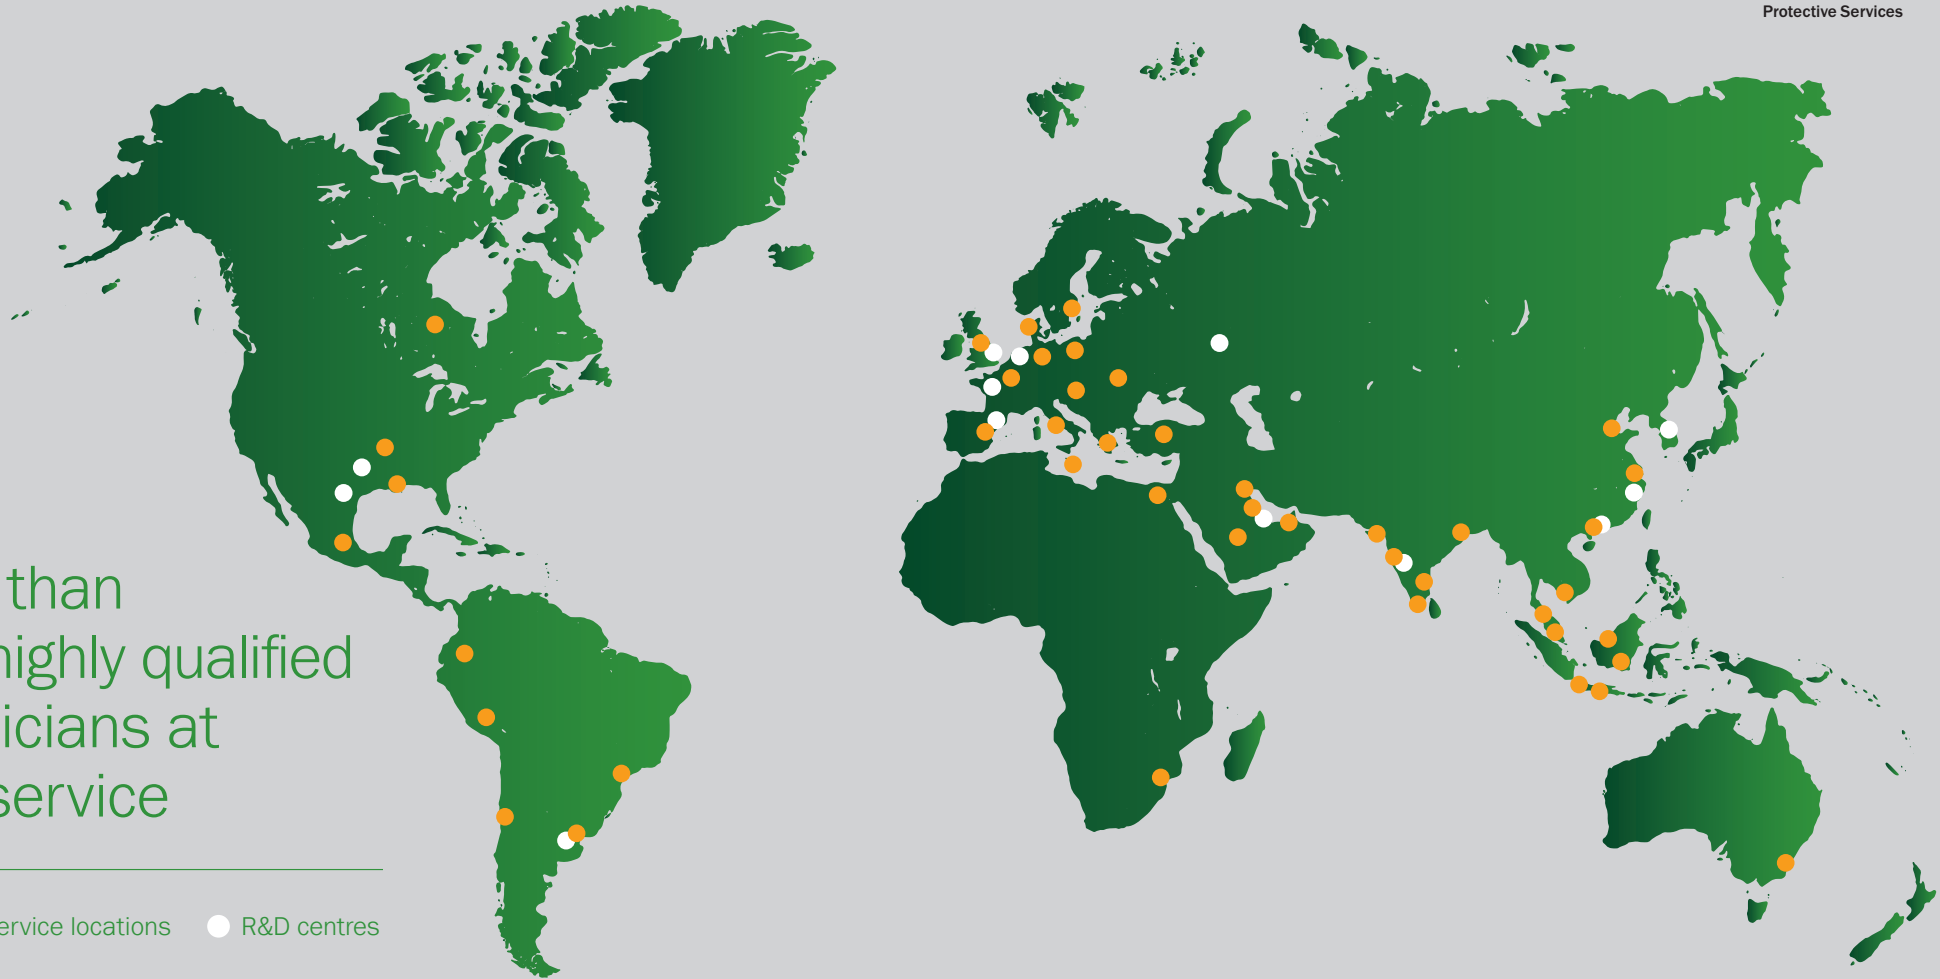 Protective Services
than
highly qualified
icians at
service
ervice locations
R&D centres